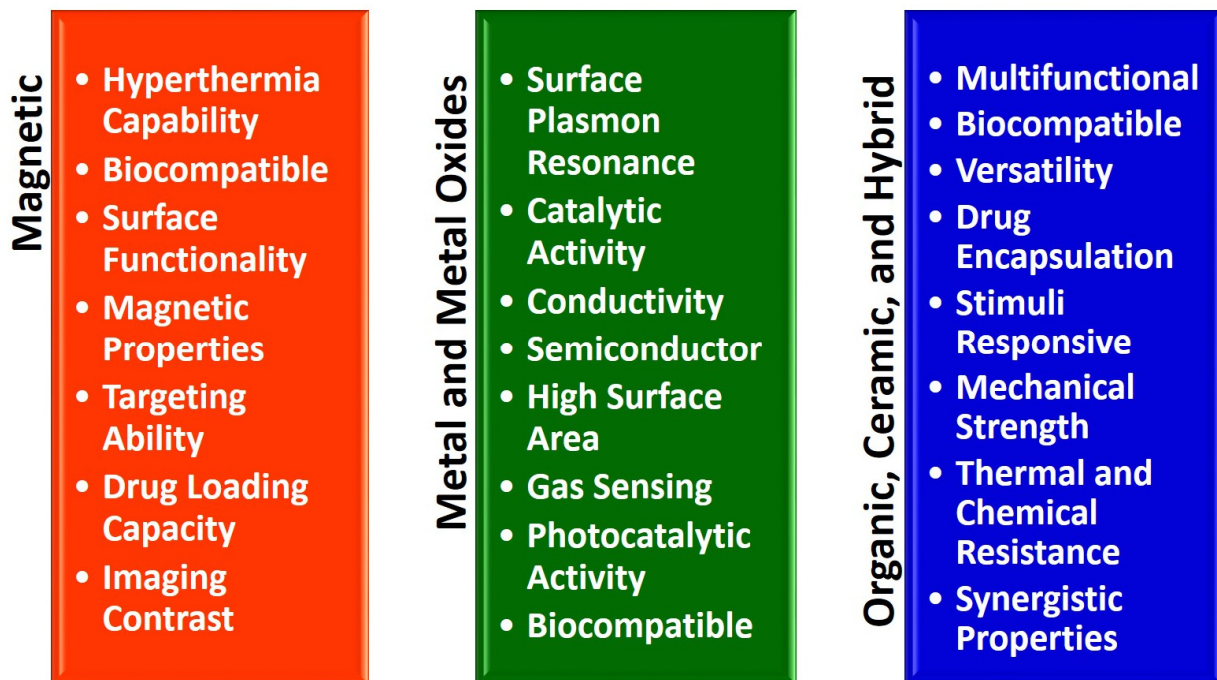 Magnetic
• Hyperthermia
Capability
• Biocompatible
• Surface
Functionality
• Magnetic
Properties
• Targeting
Ability
• Drug Loading
Capacity
• Imaging
Contrast
Metal and Metal Oxides
• Surface
Plasmon
Resonance
• Catalytic
Activity
• Conductivity
• Semiconductor
• High Surface
Area
• Gas Sensing
• Photocatalytic
Activity
• Biocompatible
Organic, Ceramic, and Hybrid
• Multifunctional
• Biocompatible
• Versatility
• Drug
Encapsulation
• Stimuli
Responsive
• Mechanical
Strength
• Thermal and
Chemical
Resistance
• Synergistic
Properties